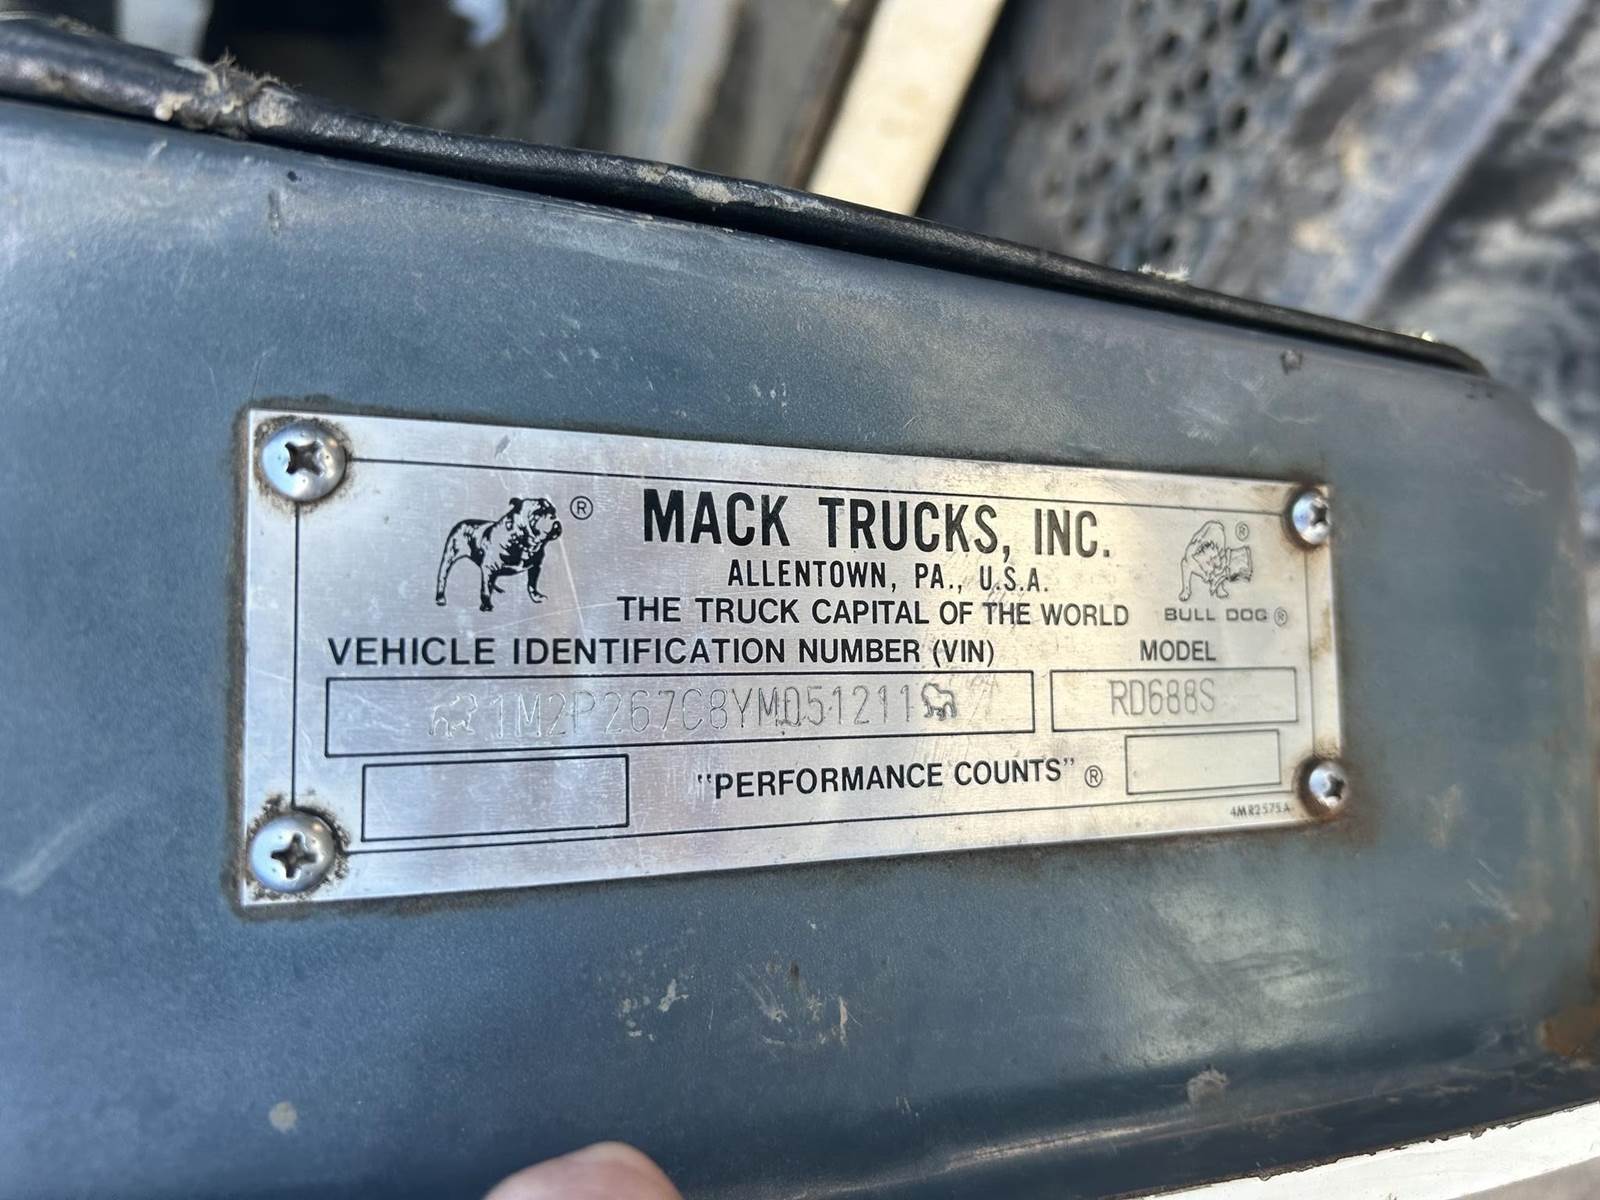 ® MACK TRUCKS, INC. ®
ALLENTOWN, PA., U.S.A.
THE TRUCK CAPITAL OF THE WORLD BULL DOG ®
VEHICLE IDENTIFICATION NUMBER (VIN) MODEL
1M2P267C8YM051211 RD688S
"PERFORMANCE COUNTS" ®
4MR2575A